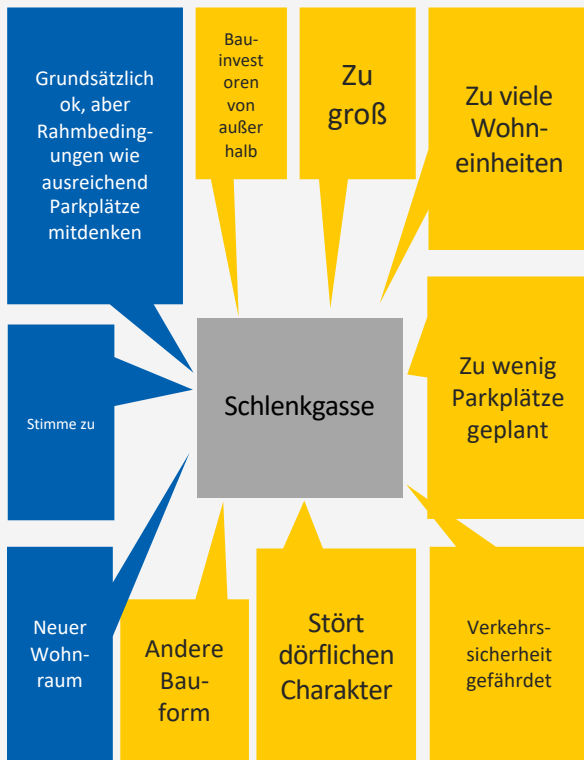 Grundsätzlich
ok, aber
Rahmbeding-
ungen wie
ausreichend
Parkplätze
mitdenken
Bau-
invest
oren
von
außer
halb
Zu
groß
Zu viele
Wohn-
einheiten
Stimme zu
Schlenkgasse
Zu wenig
Parkplätze
geplant
Neuer
Wohn-
raum
Andere
Bau-
form
Stört
dörflichen
Charakter
Verkehrs-
sicherheit
gefährdet